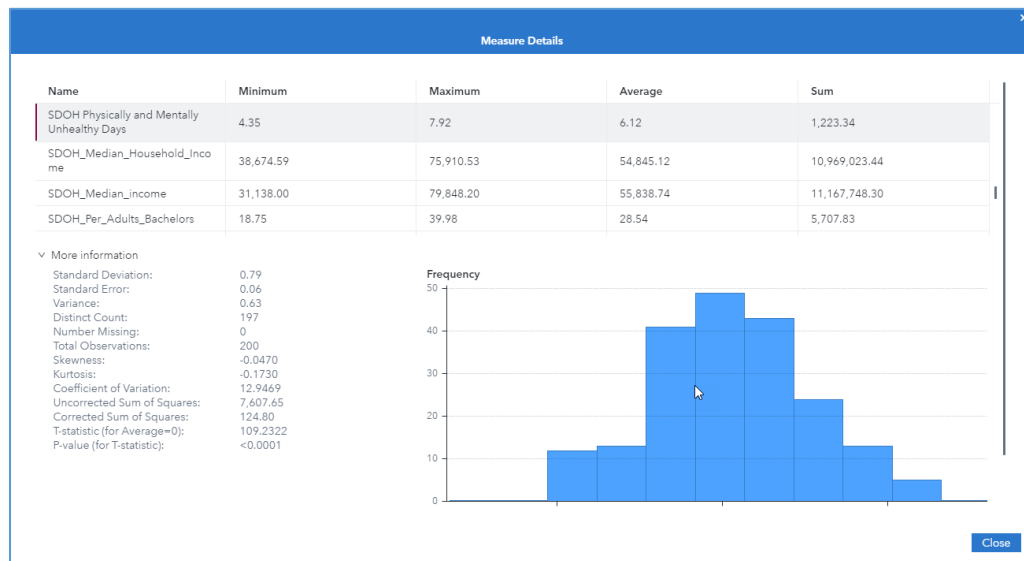 Measure Details
Name Minimum Maximum Average Sum
SDOH Physically and Mentally
Unhealthy Days 4.35 7.92 6.12 1,223.34
SDOH_Median_Household_Inco
me 38,674.59 75,910.53 54,845.12 10,969,023.44
SDOH_Median_income 31,138.00 79,848.20 55,838.74 11,167,748.30
SDOH_Per_Adults_Bachelors 18.75 39.98 28.54 5,707.83
More information
Standard Deviation: 0.79
Standard Error: 0.06
Variance: 0.63
Distinct Count: 197
Number Missing: 0
Total Observations: 200
Skewness: -0.0470
Kurtosis: -0.1730
Coefficient of Variation: 12.9469
Uncorrected Sum of Squares: 7,607.65
Corrected Sum of Squares: 124.80
T-statistic (for Average=0): 109.2322
P-value (for T-statistic): <0.0001
Frequency
50
40
30
20
10
0
Close